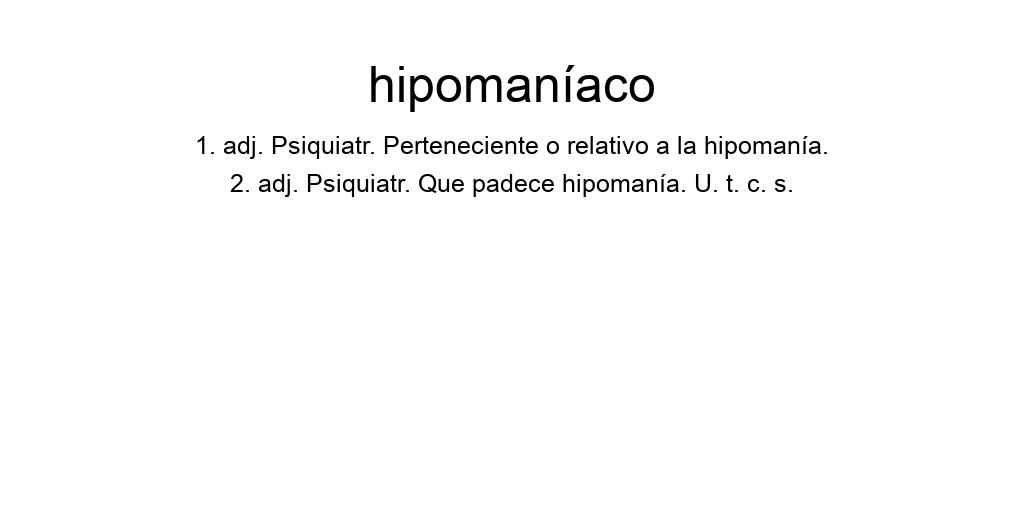 hipomaníaco
1. adj. Psiquiatr. Perteneciente o relativo a la hipomanía.
2. adj. Psiquiatr. Que padece hipomanía. U. t. c. s.